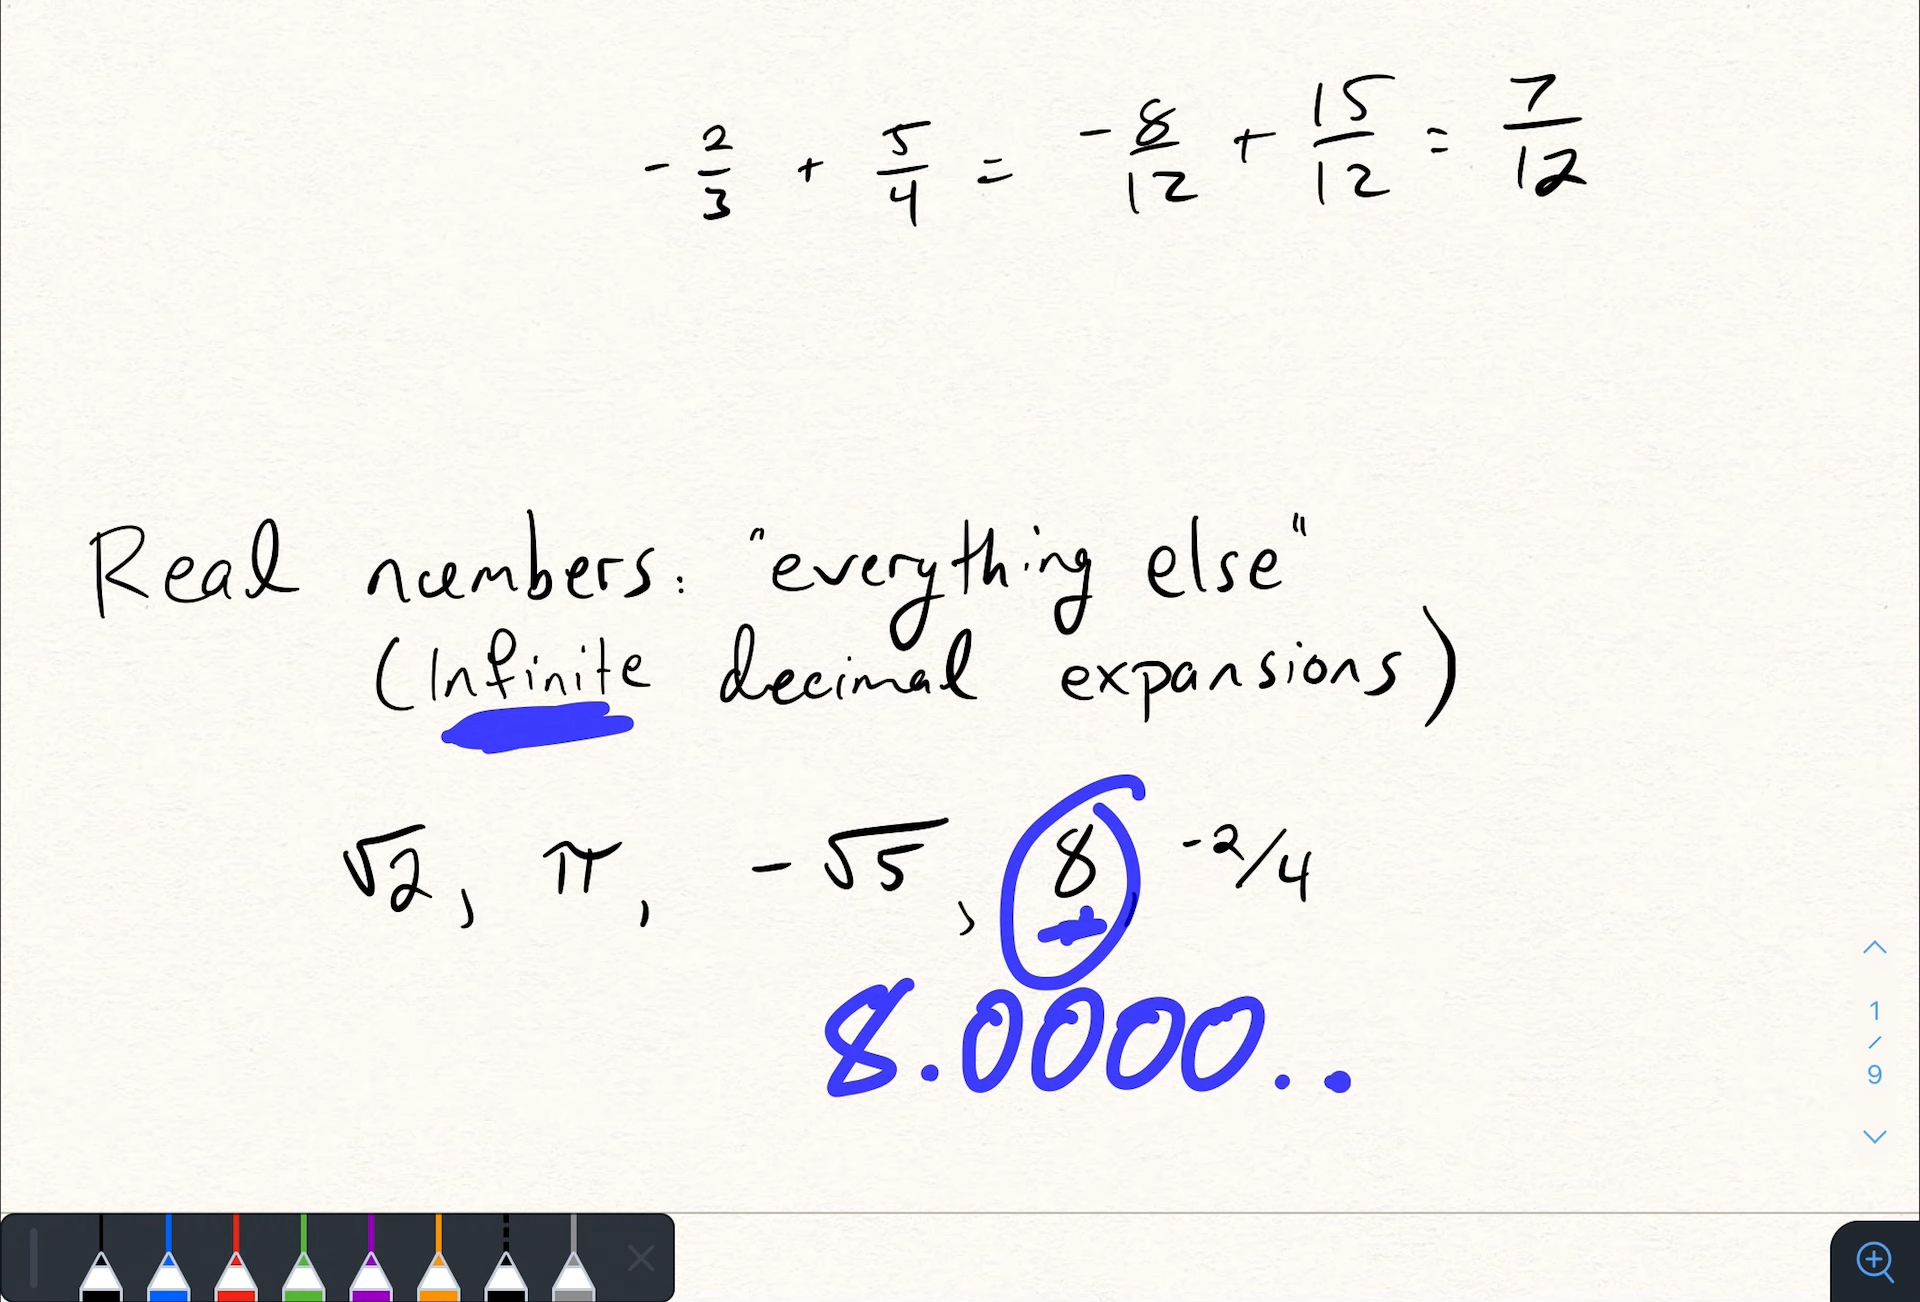 -2/3 + 5/4 = -8/12 + 15/12 = 7/12
Real numbers: "everything else"
(Infinite decimal expansions)
√2, π, -√5, 8 -2/4
8.0000..
1
/
9